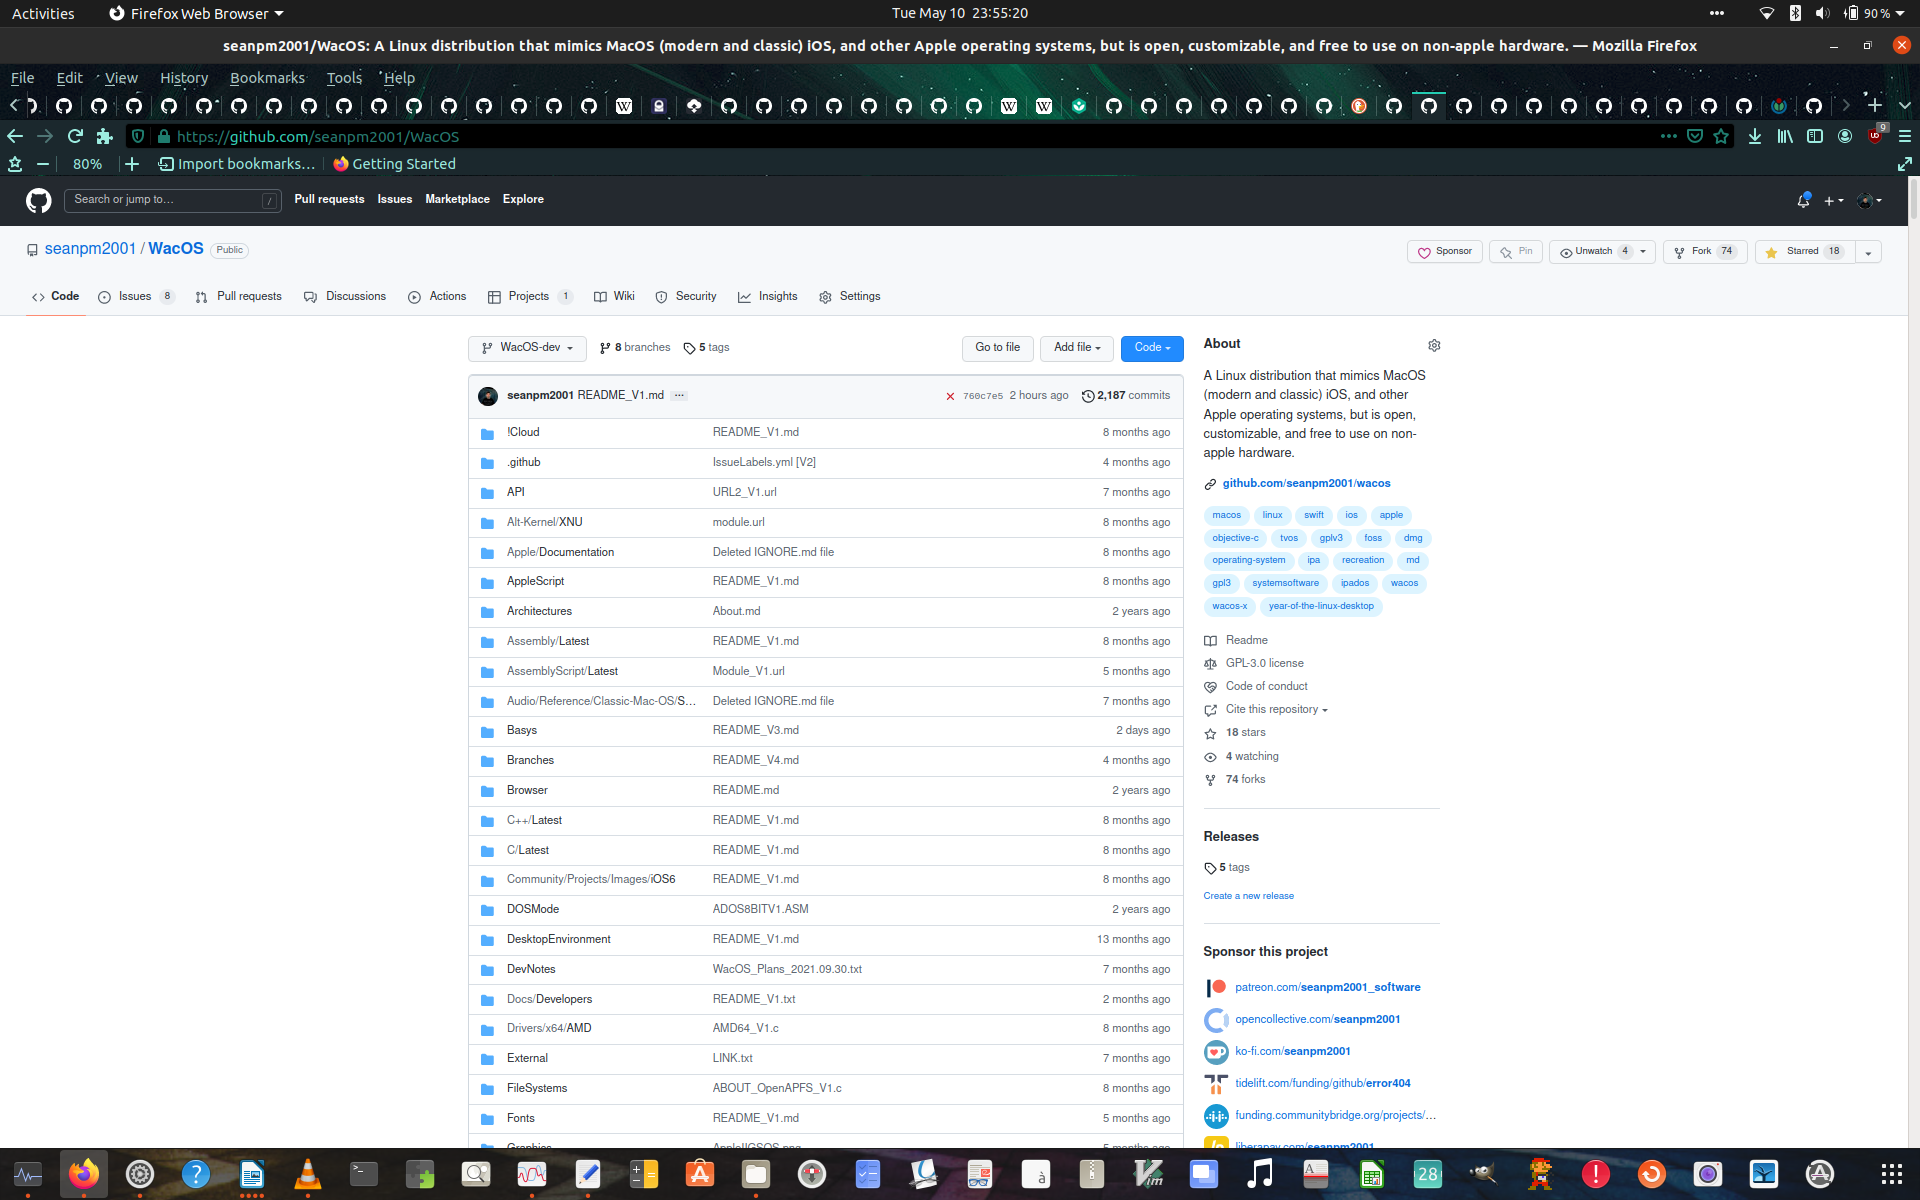 Activities Firefox Web Browser Tue May 10 23:55:20 90 %
seanpm2001/WacOS: A Linux distribution that mimics MacOS (modern and classic) iOS, and other Apple operating systems, but is open, customizable, and free to use on non-apple hardware. — Mozilla Firefox
File Edit View History Bookmarks Tools Help
https://github.com/seanpm2001/WacOS 9
80% Import bookmarks... Getting Started
Search or jump to... / Pull requests Issues Marketplace Explore
seanpm2001 / WacOS Public Sponsor Pin Unwatch 4 Fork 74 Starred 18
Code Issues 8 Pull requests Discussions Actions Projects 1 Wiki Security Insights Settings
WacOS-dev 8 branches 5 tags Go to file Add file Code
seanpm2001 README_V1.md ... 760c7e5 2 hours ago 2,187 commits
!Cloud README_V1.md 8 months ago
.github IssueLabels.yml [V2] 4 months ago
API URL2_V1.url 7 months ago
Alt-Kernel/XNU module.url 8 months ago
Apple/Documentation Deleted IGNORE.md file 8 months ago
AppleScript README_V1.md 8 months ago
Architectures About.md 2 years ago
Assembly/Latest README_V1.md 8 months ago
AssemblyScript/Latest Module_V1.url 5 months ago
Audio/Reference/Classic-Mac-OS/S... Deleted IGNORE.md file 7 months ago
Basys README_V3.md 2 days ago
Branches README_V4.md 4 months ago
Browser README.md 2 years ago
C++/Latest README_V1.md 8 months ago
C/Latest README_V1.md 8 months ago
Community/Projects/Images/iOS6 README_V1.md 8 months ago
DOSMode ADOS8BITV1.ASM 2 years ago
DesktopEnvironment README_V1.md 13 months ago
DevNotes WacOS_Plans_2021.09.30.txt 7 months ago
Docs/Developers README_V1.txt 2 months ago
Drivers/x64/AMD AMD64_V1.c 8 months ago
External LINK.txt 7 months ago
FileSystems ABOUT_OpenAPFS_V1.c 8 months ago
Fonts README_V1.md 5 months ago
Graphics AppleIIGSOS.png 5 months ago
About
A Linux distribution that mimics MacOS
(modern and classic) iOS, and other
Apple operating systems, but is open,
customizable, and free to use on non-
apple hardware.
github.com/seanpm2001/wacos
macos linux swift ios apple
objective-c tvos gplv3 foss dmg
operating-system ipa recreation md
gpl3 systemsoftware ipados wacos
wacos-x year-of-the-linux-desktop
Readme
GPL-3.0 license
Code of conduct
Cite this repository
18 stars
4 watching
74 forks
Releases
5 tags
Create a new release
Sponsor this project
patreon.com/seanpm2001_software
opencollective.com/seanpm2001
ko-fi.com/seanpm2001
tidelift.com/funding/github/error404
funding.communitybridge.org/projects/...
liberapay.com/seanpm2001
28